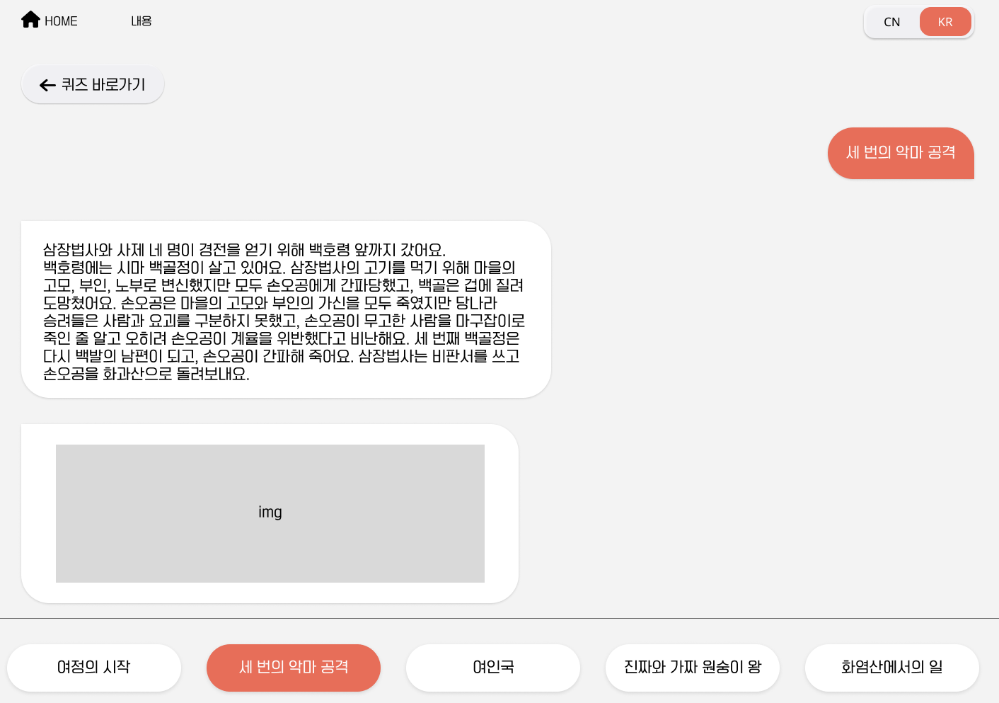 HOME
내용
CN
KR
퀴즈 바로가기
세 번의 악마 공격
삼장법사와 사제 네 명이 경전을 얻기 위해 백호령 앞까지 갔어요.
백호령에는 시마 백골정이 살고 있어요. 삼장법사의 고기를 먹기 위해 마을의
고모, 부인, 노부로 변신했지만 모두 손오공에게 간파당했고, 백골은 겁에 질려
도망쳤어요. 손오공은 마을의 고모와 부인의 가신을 모두 죽였지만 당나라
승려들은 사람과 요괴를 구분하지 못했고, 손오공이 무고한 사람을 마구잡이로
죽인 줄 알고 오히려 손오공이 계율을 위반했다고 비난해요. 세 번째 백골정은
다시 백발의 남편이 되고, 손오공이 간파해 죽어요. 삼장법사는 비판서를 쓰고
손오공을 화과산으로 돌려보내요.
img
여정의 시작
세 번의 악마 공격
여인국
진짜와 가짜 원숭이 왕
화염산에서의 일